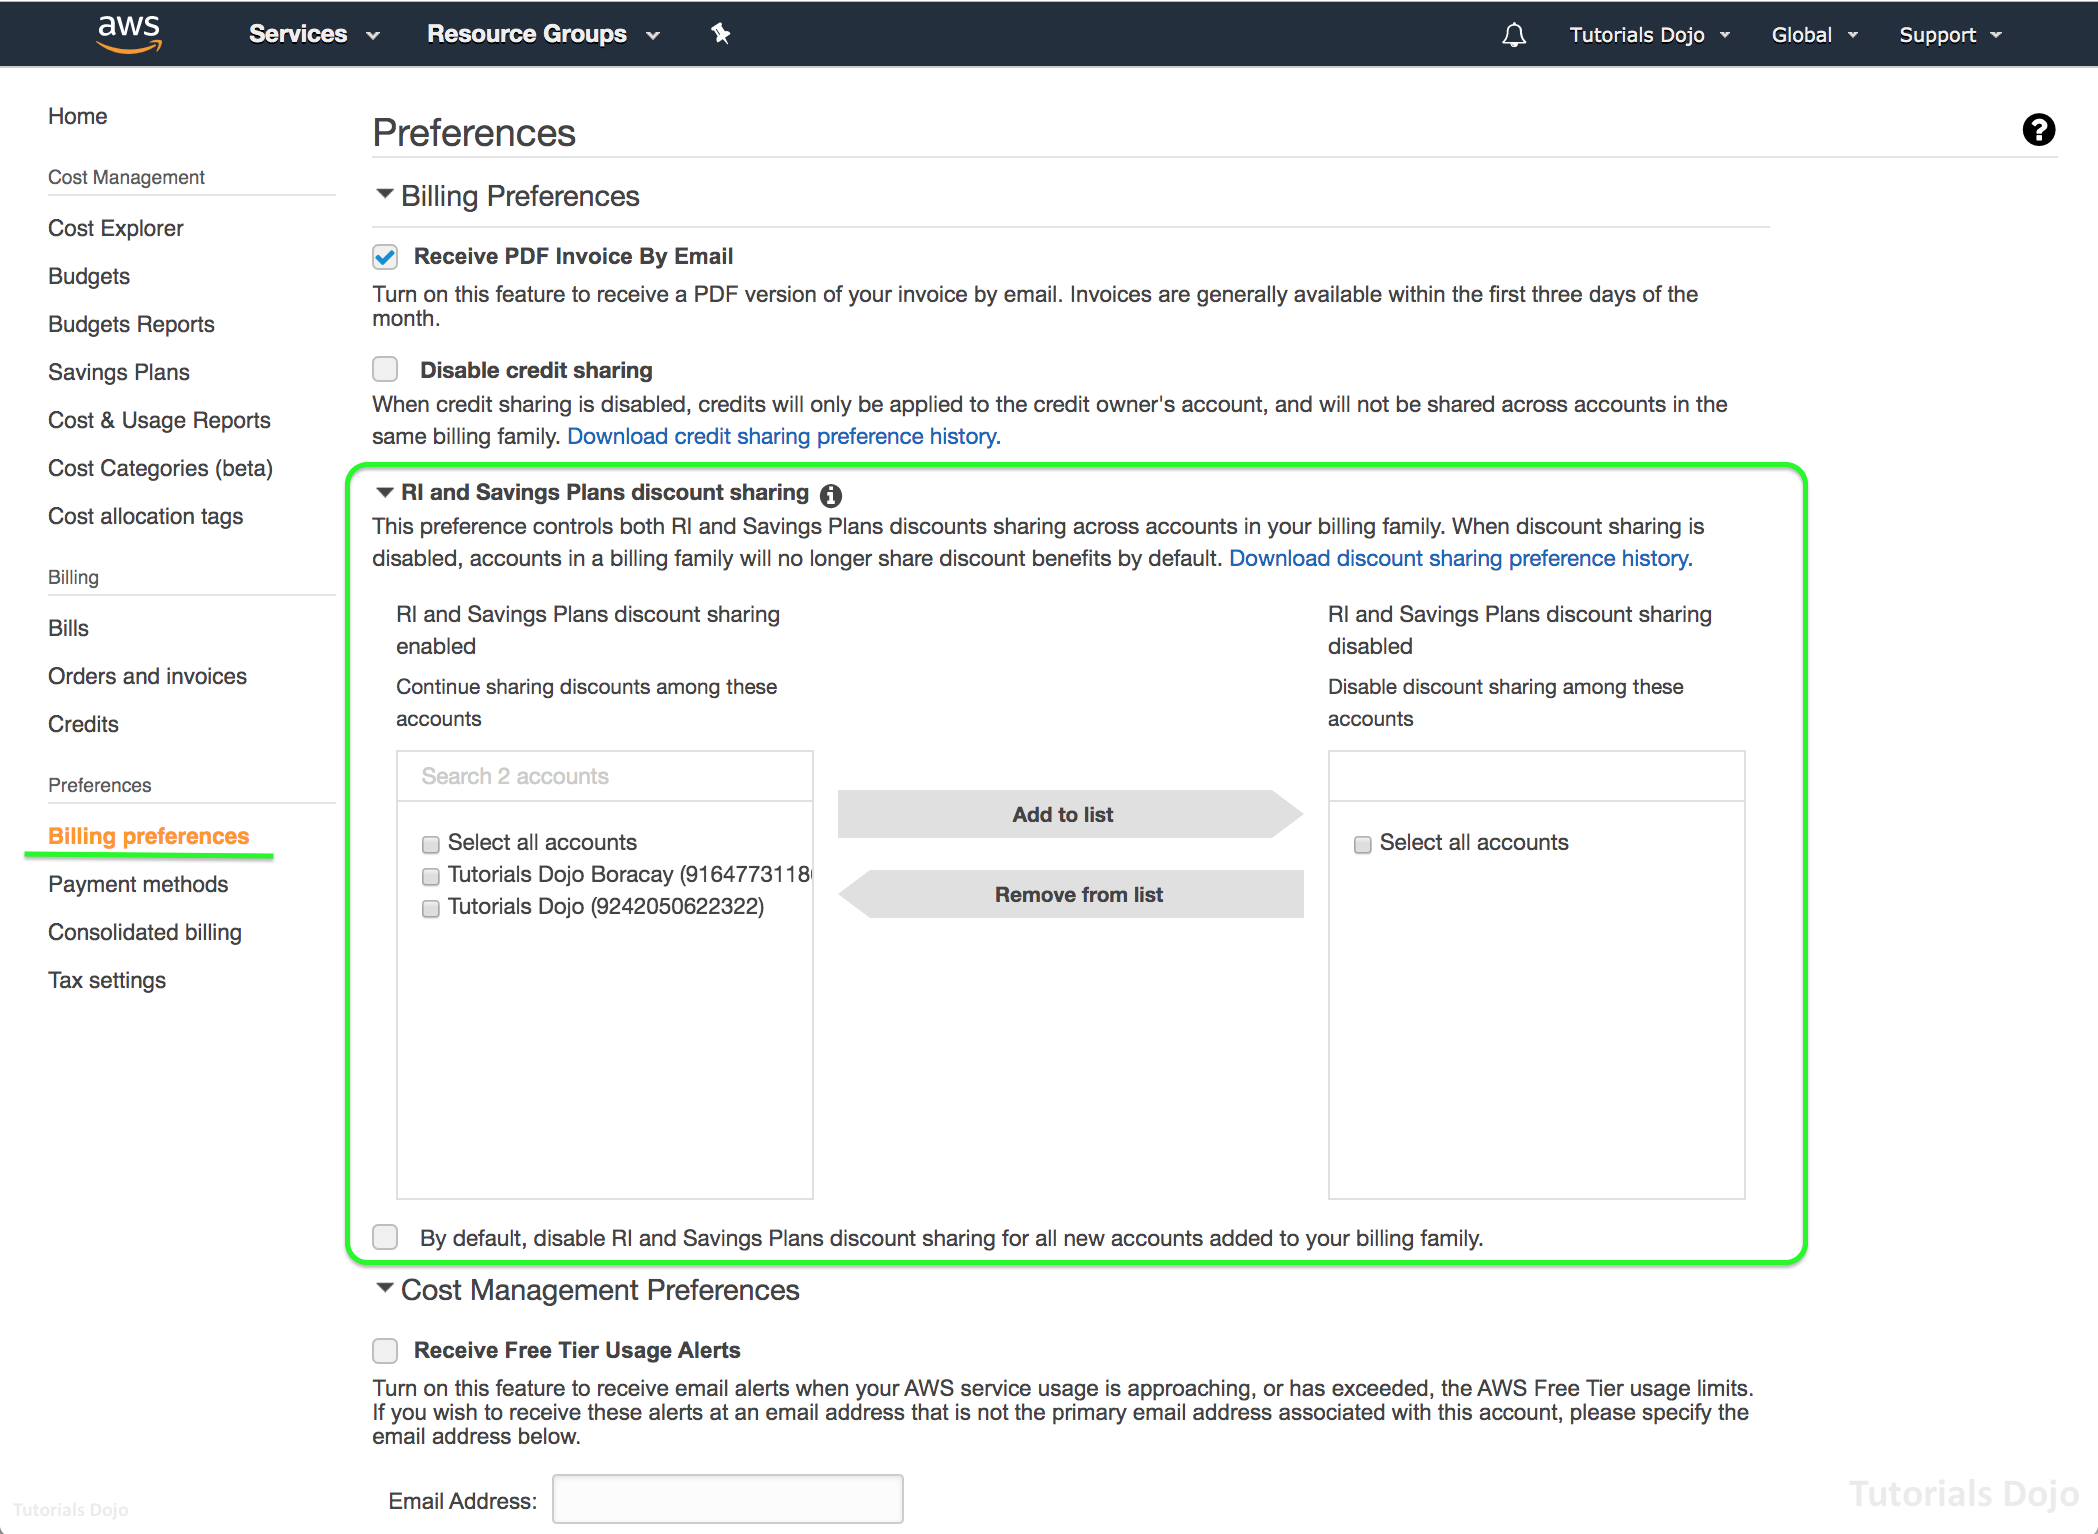 aws
Services
Resource Groups
Tutorials Dojo
Global
Support
Home
Cost Management
Cost Explorer
Budgets
Budgets Reports
Savings Plans
Cost & Usage Reports
Cost Categories (beta)
Cost allocation tags
Billing
Bills
Orders and invoices
Credits
Preferences
Billing preferences
Payment methods
Consolidated billing
Tax settings
Preferences
Billing Preferences
Receive PDF Invoice By Email
Turn on this feature to receive a PDF version of your invoice by email. Invoices are generally available within the first three days of the
month.
Disable credit sharing
When credit sharing is disabled, credits will only be applied to the credit owner's account, and will not be shared across accounts in the
same billing family. Download credit sharing preference history.
RI and Savings Plans discount sharing
This preference controls both RI and Savings Plans discounts sharing across accounts in your billing family. When discount sharing is
disabled, accounts in a billing family will no longer share discount benefits by default. Download discount sharing preference history.
RI and Savings Plans discount sharing
enabled
Continue sharing discounts among these
accounts
Search 2 accounts
Select all accounts
Tutorials Dojo Boracay (9164773118
Tutorials Dojo (9242050622322)
Add to list
Remove from list
RI and Savings Plans discount sharing
disabled
Disable discount sharing among these
accounts
Select all accounts
By default, disable RI and Savings Plans discount sharing for all new accounts added to your billing family.
Cost Management Preferences
Receive Free Tier Usage Alerts
Turn on this feature to receive email alerts when your AWS service usage is approaching, or has exceeded, the AWS Free Tier usage limits.
If you wish to receive these alerts at an email address that is not the primary email address associated with this account, please specify the
email address below.
Email Address:
Tutorials Dojo
Tutorials Dojo